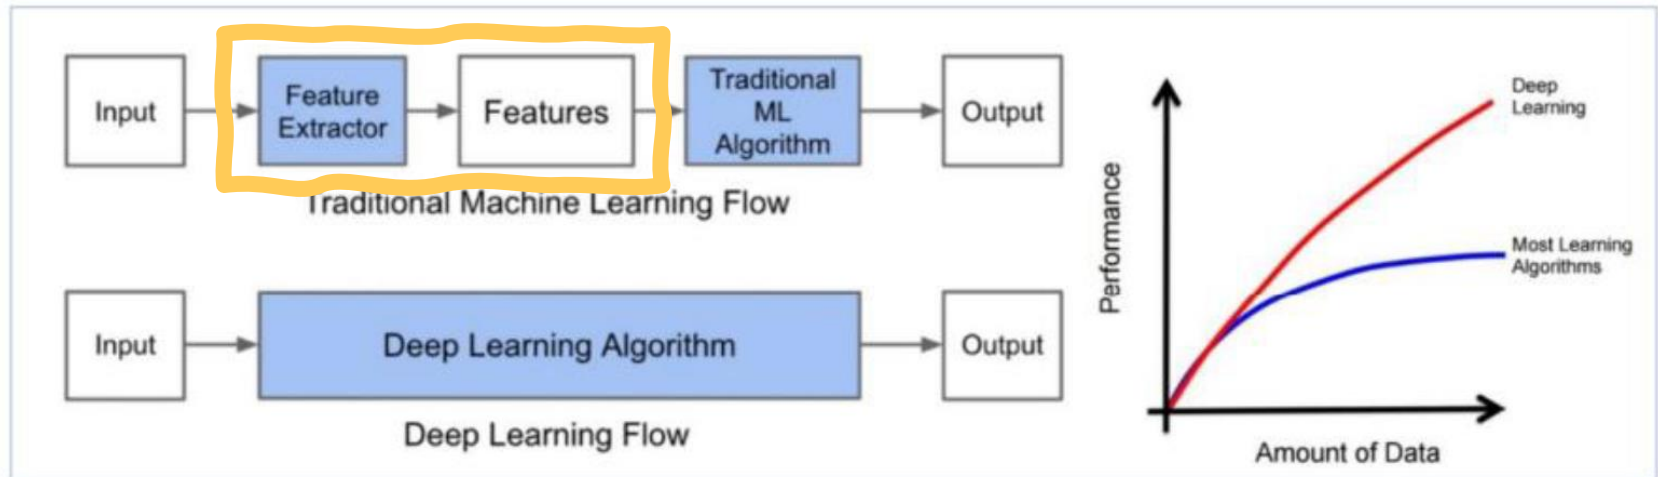 Input
Feature
Extractor
Features
Traditional
ML
Algorithm
Output
Traditional Machine Learning Flow
Input
Deep Learning Algorithm
Output
Deep Learning Flow
Performance
Deep
Learning
Most Learning
Algorithms
Amount of Data